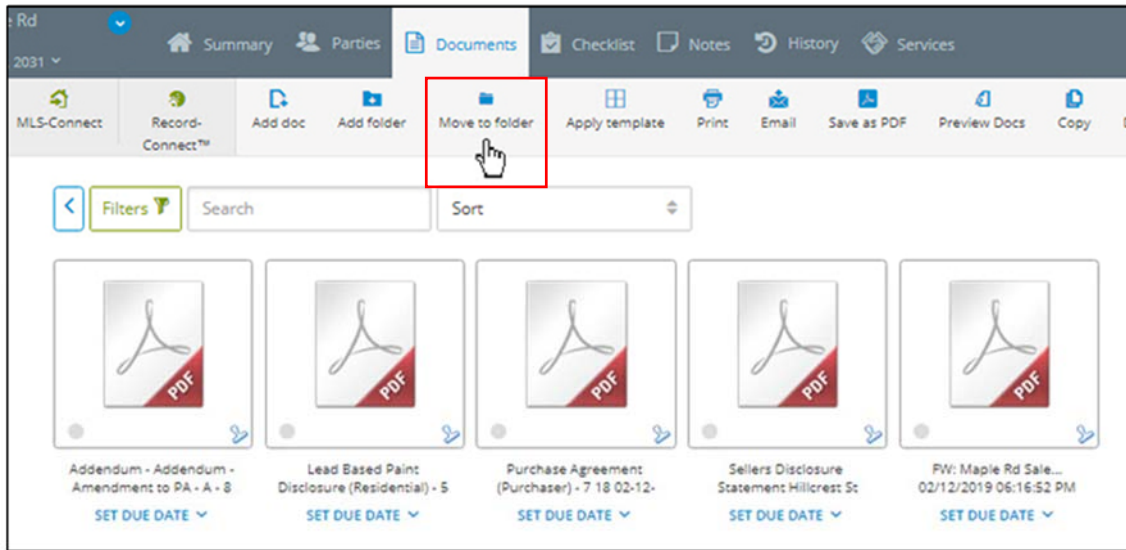 Rd
2031
Summary
Parties
Documents
Checklist
Notes
History
Services
MLS-Connect
Record-
Connect™
Add doc
Add folder
Move to folder
Apply template
Print
Email
Save as PDF
Preview Docs
Copy
Filters
Search
Sort
PDF
PDF
PDF
PDF
PDF
Addendum - Addendum -
Amendment to PA - A - 8
SET DUE DATE
Lead Based Paint
Disclosure (Residential) - 5
SET DUE DATE
Purchase Agreement
(Purchaser) - 7 18 02-12-
SET DUE DATE
Sellers Disclosure
Statement Hillcrest St
SET DUE DATE
FW: Maple Rd Sale...
02/12/2019 06:16:52 PM
SET DUE DATE